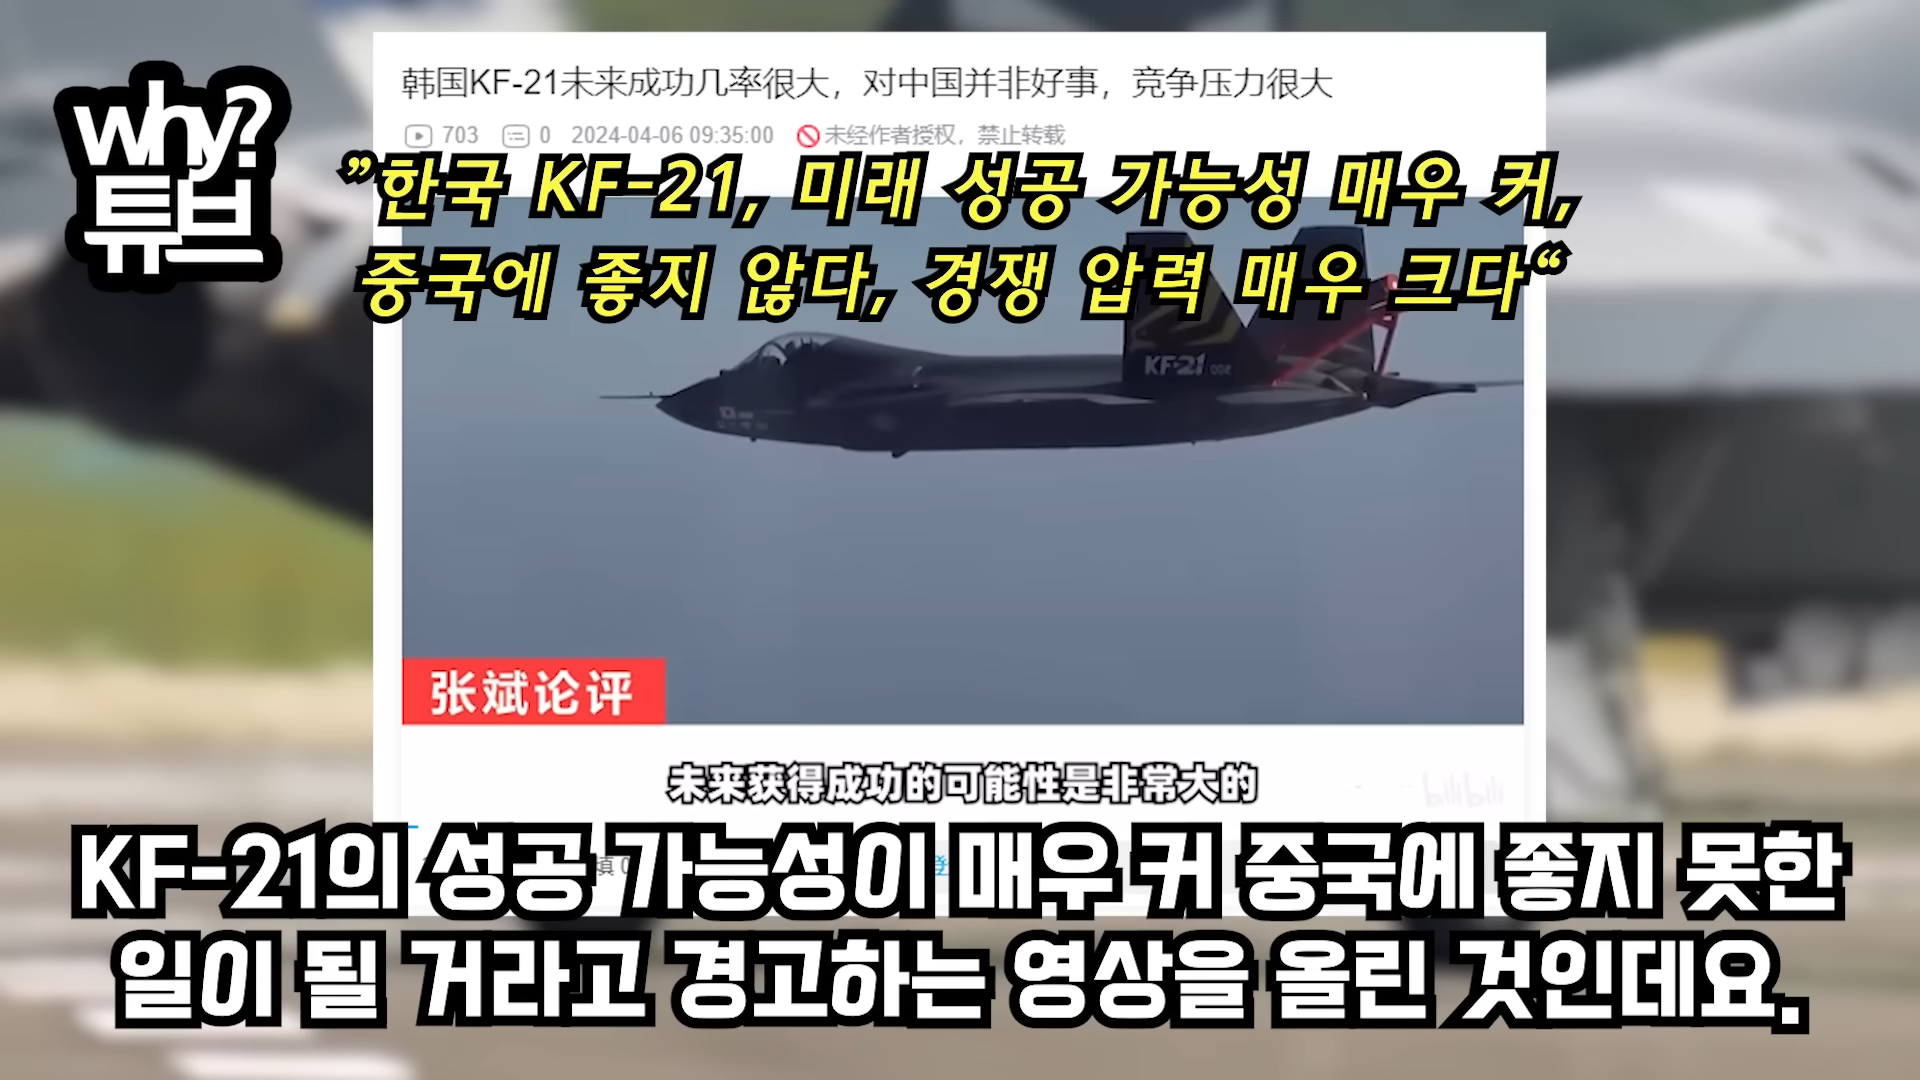 why?
튜브
韩国KF-21未来成功几率很大，对中国并非好事，竞争压力很大
703 0 2024-04-06 09:35:00 未经作者授权，禁止转载
”한국 KF-21, 미래 성공 가능성 매우 커,
중국에 좋지 않다, 경쟁 압력 매우 크다“
KF-21 002
张斌论评
未来获得成功的可能性是非常大的
bilibili
KF-21의 성공 가능성이 매우 커 중국에 좋지 못한
일이 될 거라고 경고하는 영상을 올린 것인데요.